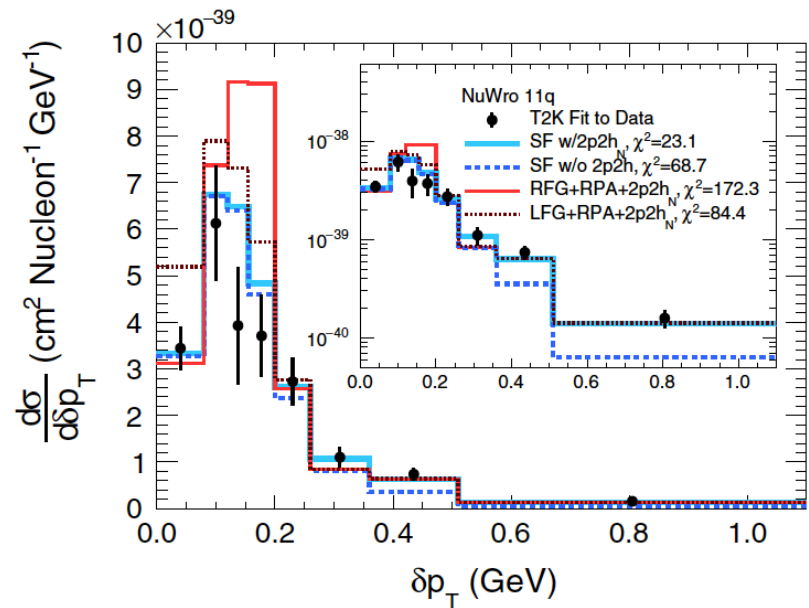 ×10⁻³⁹
dσ/dδp_T (cm² Nucleon⁻¹ GeV⁻¹)
10
9
8
7
6
5
4
3
2
1
0
0.0 0.2 0.4 0.6 0.8 1.0
δp_T (GeV)
NuWro 11q
T2K Fit to Data
SF w/2p2h_N, χ²=23.1
SF w/o 2p2h, χ²=68.7
RFG+RPA+2p2h_N, χ²=172.3
LFG+RPA+2p2h_N, χ²=84.4
10⁻³⁸
10⁻³⁹
10⁻⁴⁰
0.0 0.2 0.4 0.6 0.8 1.0